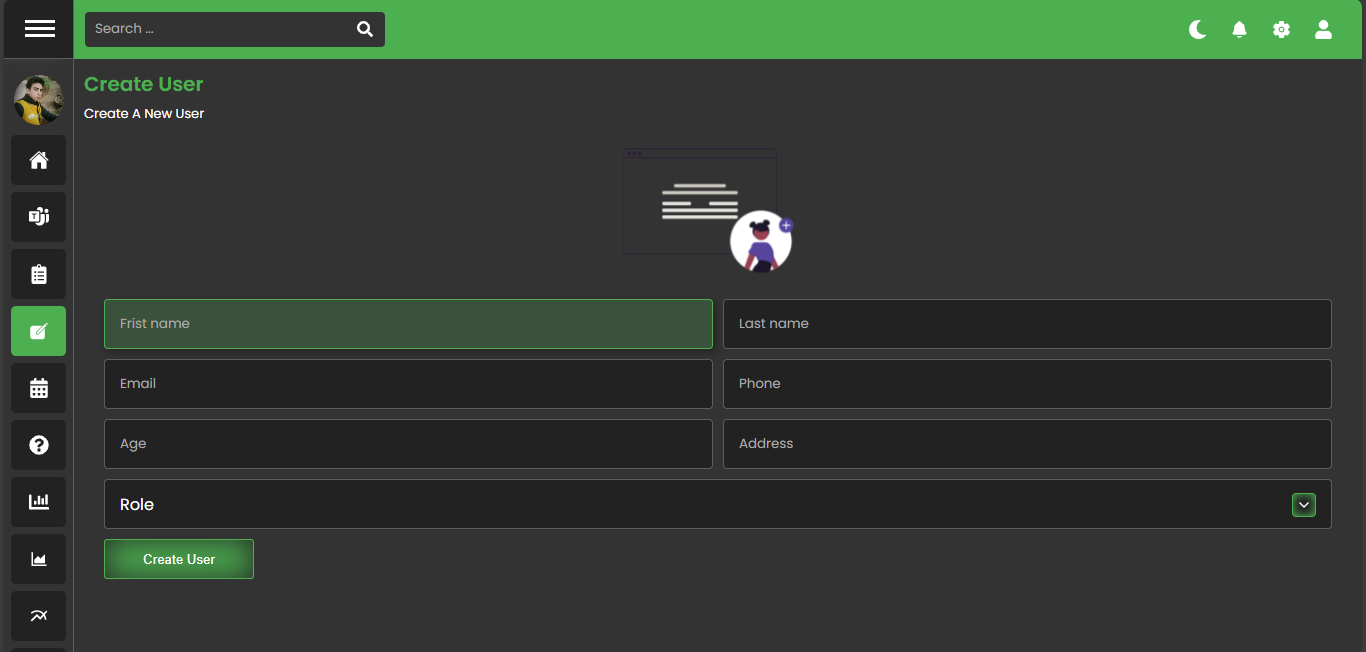 Search ...
Create User
Create A New User
Frist name
Last name
Email
Phone
Age
Address
Role
Create User